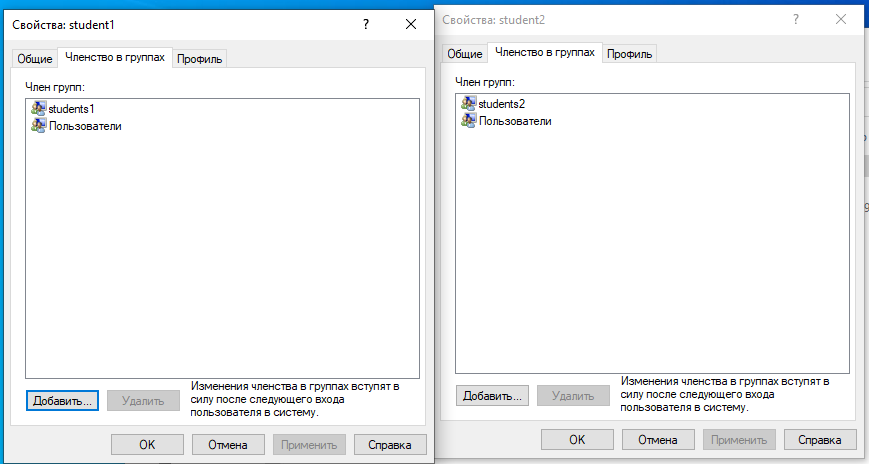 Свойства: student1
Общие
Членство в группах
Профиль
Член групп:
students1
Пользователи
Добавить...
Удалить
Изменения членства в группах вступят в
силу после следующего входа
пользователя в систему.
OK
Отмена
Применить
Справка
Свойства: student2
Общие
Членство в группах
Профиль
Член групп:
students2
Пользователи
Добавить...
Удалить
Изменения членства в группах вступят в
силу после следующего входа
пользователя в систему.
OK
Отмена
Применить
Справка